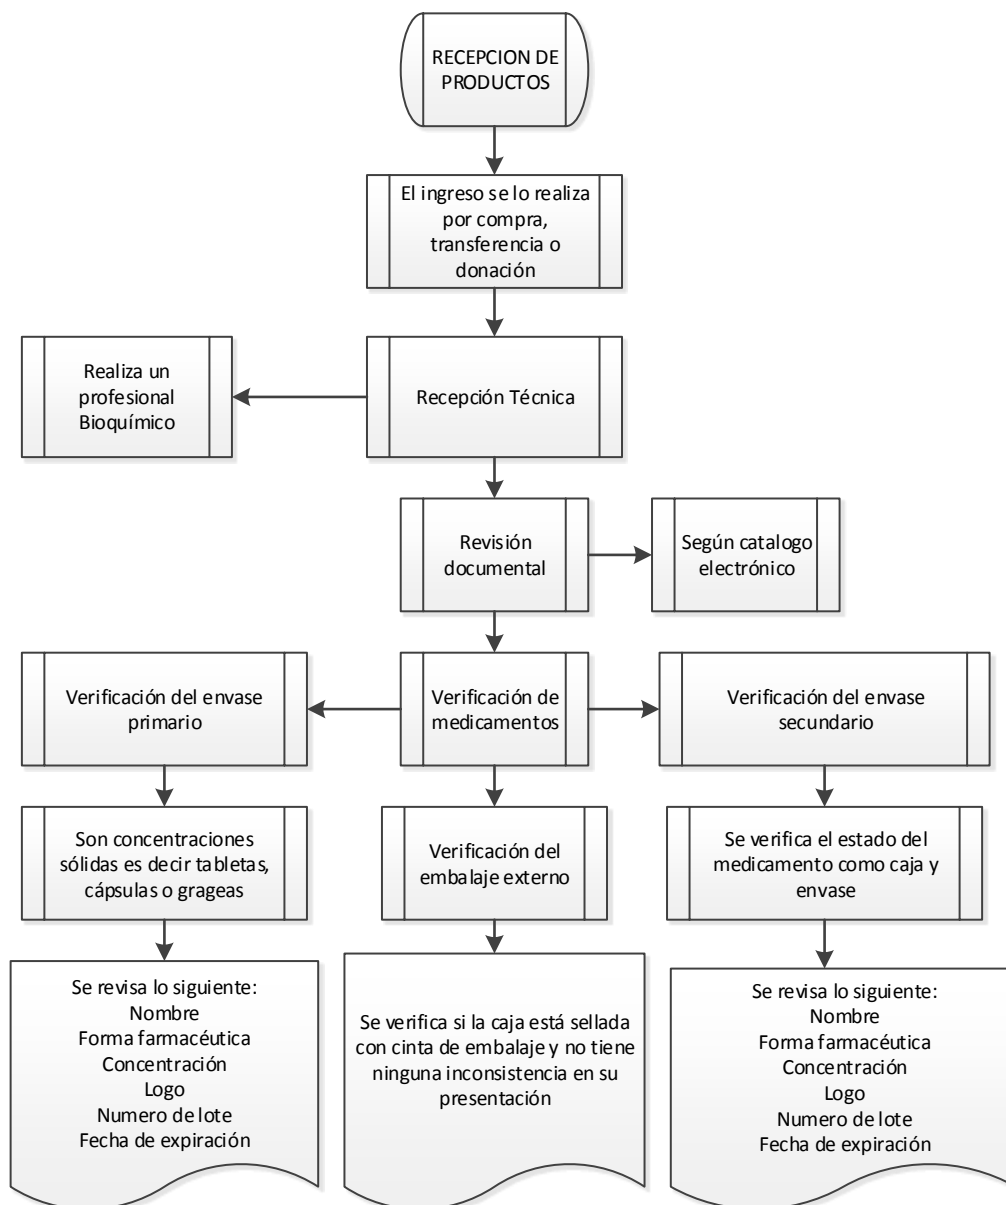 RECEPCION DE
PRODUCTOS
El ingreso se lo realiza
por compra,
transferencia o
donación
Realiza un
profesional
Bioquímico
Recepción Técnica
Revisión
documental
Según catalogo
electrónico
Verificación del envase
primario
Verificación de
medicamentos
Verificación del envase
secundario
Son concentraciones
sólidas es decir tabletas,
cápsulas o grageas
Verificación del
embalaje externo
Se verifica el estado del
medicamento como caja y
envase
Se revisa lo siguiente:
Nombre
Forma farmacéutica
Concentración
Logo
Numero de lote
Fecha de expiración
Se verifica si la caja está sellada
con cinta de embalaje y no tiene
ninguna inconsistencia en su
presentación
Se revisa lo siguiente:
Nombre
Forma farmacéutica
Concentración
Logo
Numero de lote
Fecha de expiración